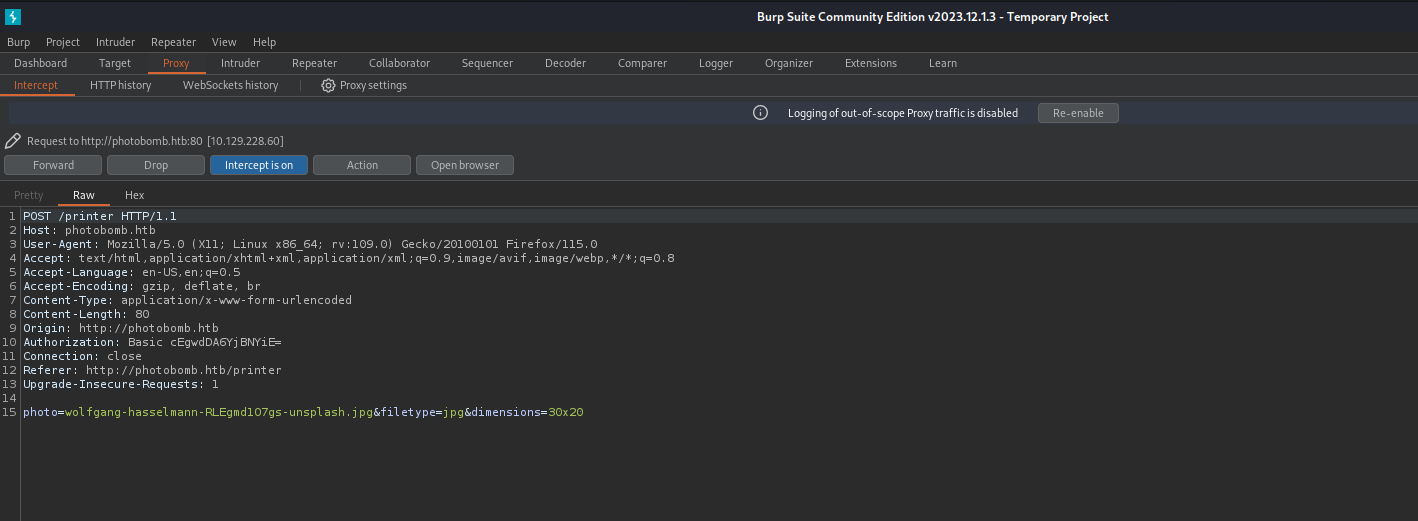 Burp Suite Community Edition v2023.12.1.3 - Temporary Project
Burp Project Intruder Repeater View Help
Dashboard Target Proxy Intruder Repeater Collaborator Sequencer Decoder Comparer Logger Organizer Extensions Learn
Intercept HTTP history WebSockets history Proxy settings
Logging of out-of-scope Proxy traffic is disabled Re-enable
Request to http://photobomb.htb:80 [10.129.228.60]
Forward Drop Intercept is on Action Open browser
Pretty Raw Hex
1 POST /printer HTTP/1.1
2 Host: photobomb.htb
3 User-Agent: Mozilla/5.0 (X11; Linux x86_64; rv:109.0) Gecko/20100101 Firefox/115.0
4 Accept: text/html,application/xhtml+xml,application/xml;q=0.9,image/avif,image/webp,*/*;q=0.8
5 Accept-Language: en-US,en;q=0.5
6 Accept-Encoding: gzip, deflate, br
7 Content-Type: application/x-www-form-urlencoded
8 Content-Length: 80
9 Origin: http://photobomb.htb
10 Authorization: Basic cEgwdDA6YjBNYiE=
11 Connection: close
12 Referer: http://photobomb.htb/printer
13 Upgrade-Insecure-Requests: 1
14
15 photo=wolfgang-hasselmann-RLEgmd1O7gs-unsplash.jpg&filetype=jpg&dimensions=30x20